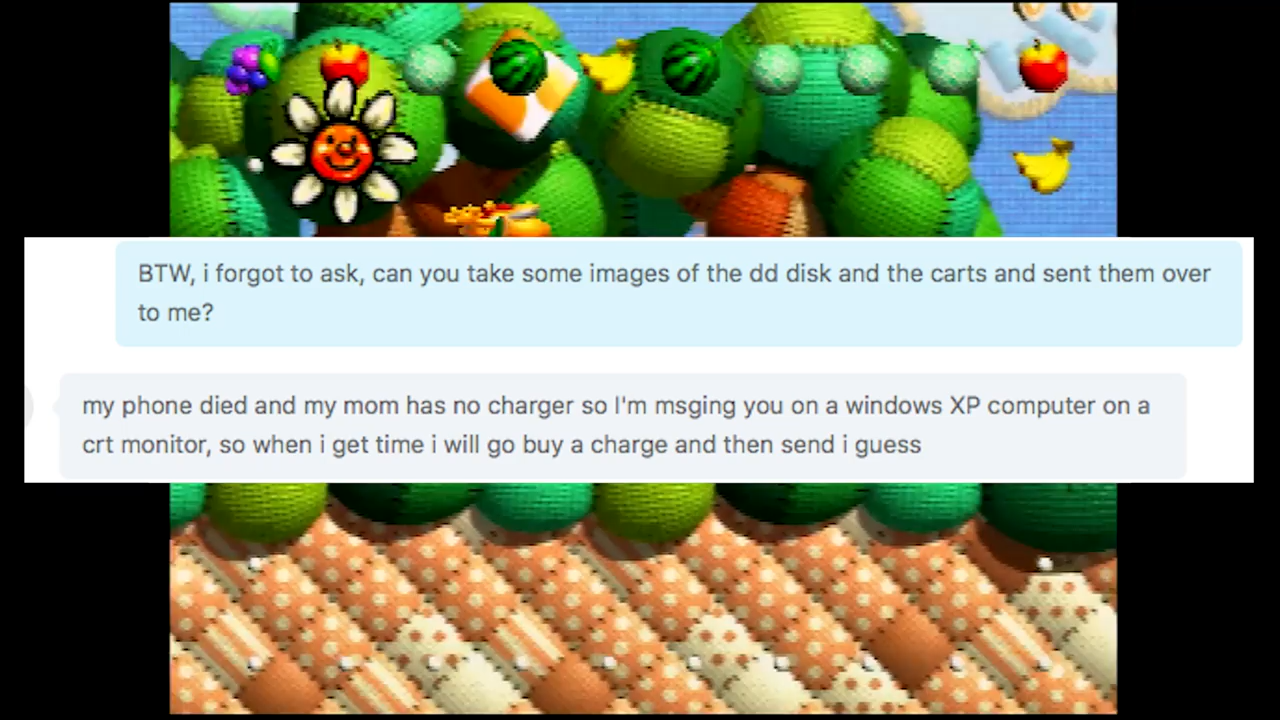 BTW, i forgot to ask, can you take some images of the dd disk and the carts and sent them over
to me?
my phone died and my mom has no charger so I'm msging you on a windows XP computer on a
crt monitor, so when i get time i will go buy a charge and then send i guess